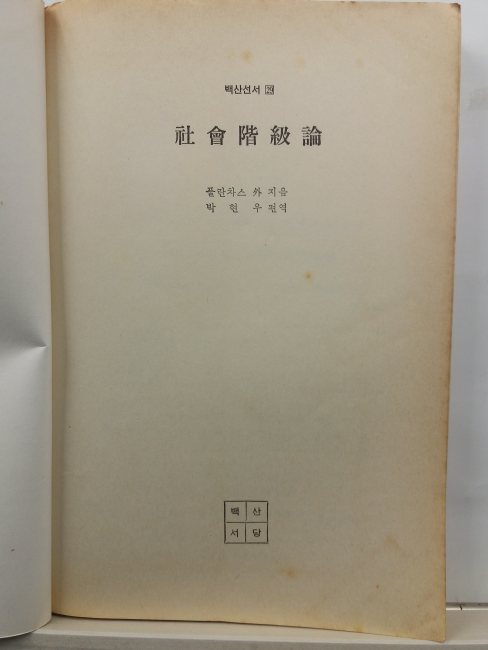 백산선서 29
社會階級論
풀란차스 外 지음
박현우 편역
백산
서당